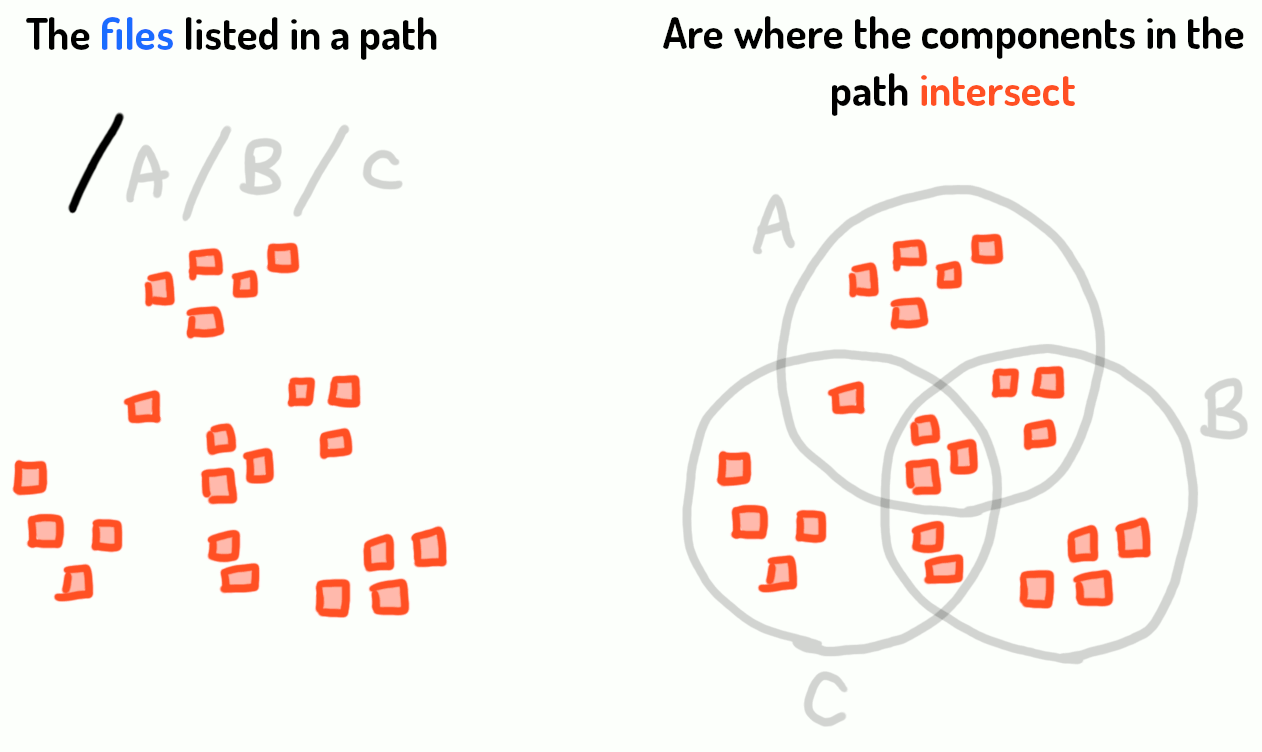 The files listed in a path
/A/B/C
Are where the components in the
path intersect
A
B
C